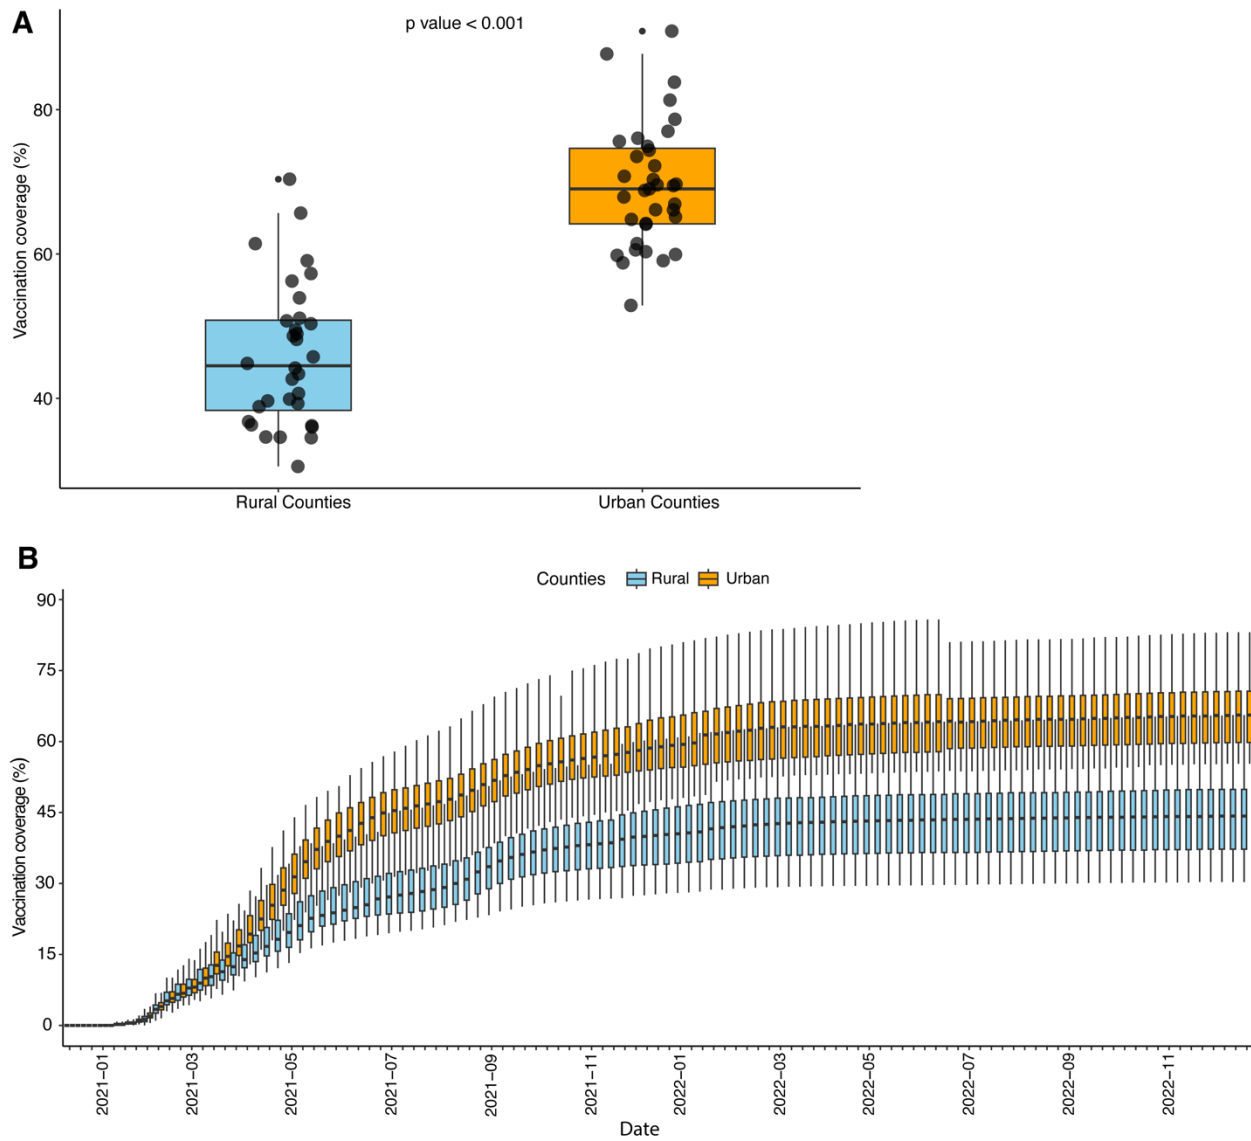 A
p value < 0.001
Vaccination coverage (%)
80
60
40
Rural Counties Urban Counties
B
Counties Rural Urban
Vaccination coverage (%)
90
75
60
45
30
15
0
2021-01 2021-03 2021-05 2021-07 2021-09 2021-11 2022-01 2022-03 2022-05 2022-07 2022-09 2022-11
Date